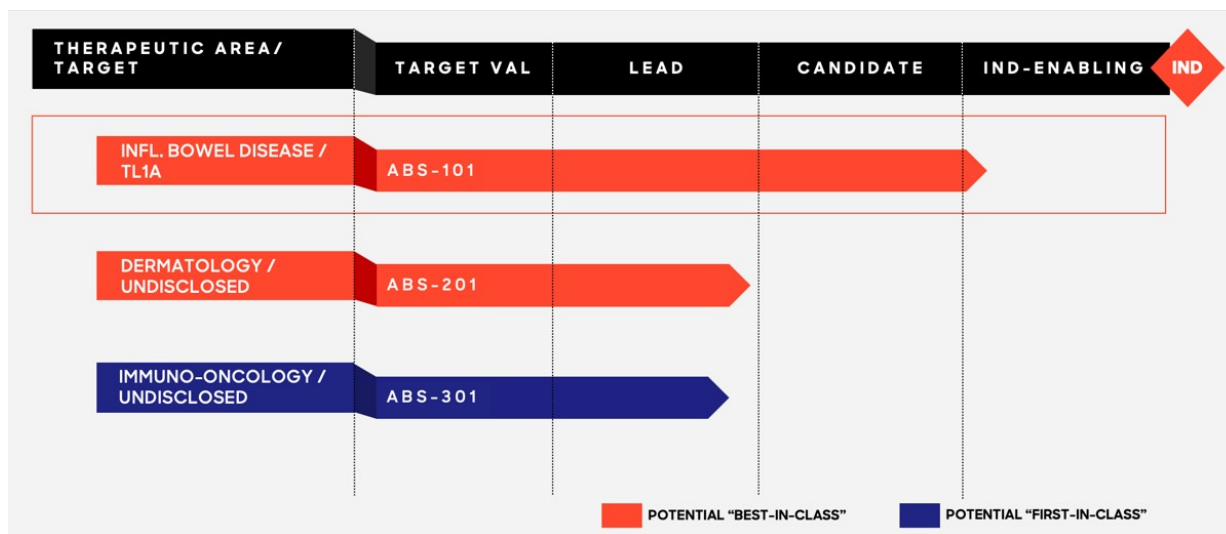 THERAPEUTIC AREA/
TARGET
TARGET VAL
LEAD
CANDIDATE
IND-ENABLING
IND
INFL. BOWEL DISEASE /
TL1A
ABS-101
DERMATOLOGY /
UNDISCLOSED
ABS-201
IMMUNO-ONCOLOGY /
UNDISCLOSED
ABS-301
POTENTIAL “BEST-IN-CLASS”
POTENTIAL “FIRST-IN-CLASS”